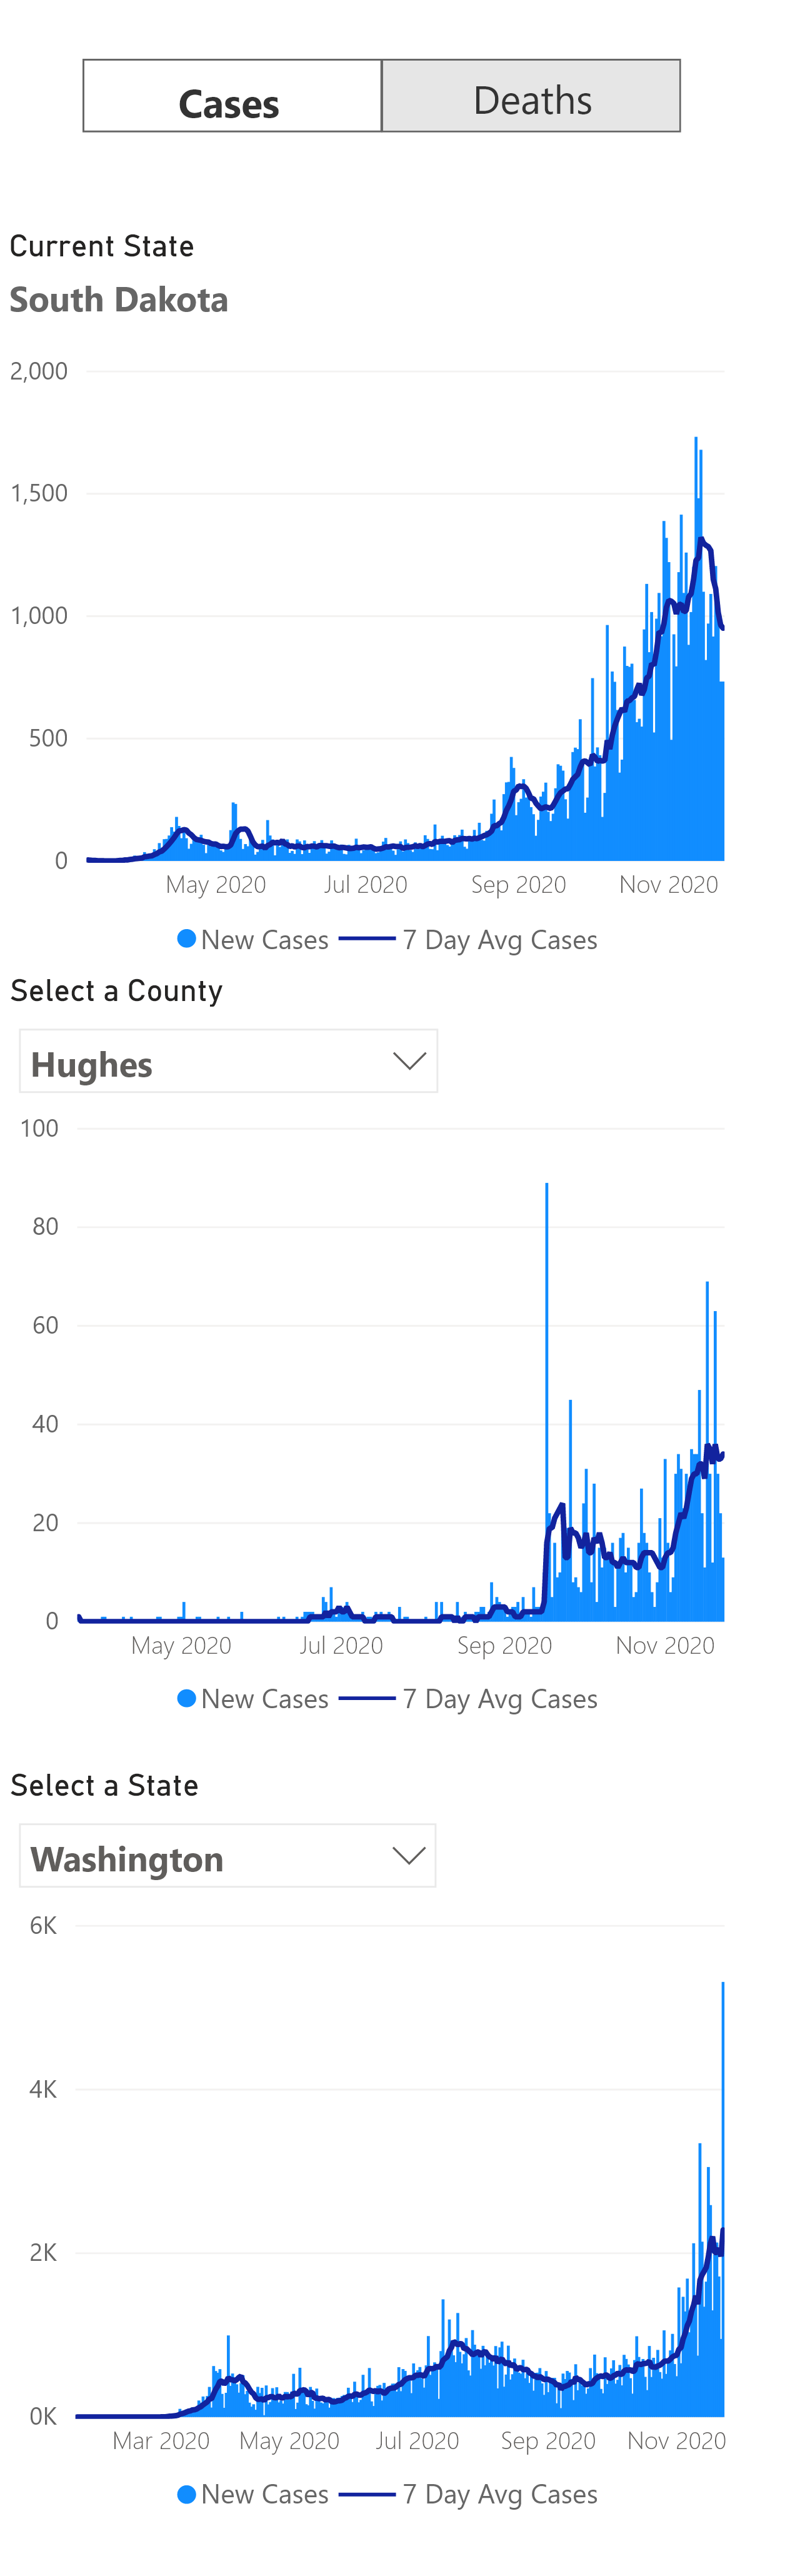 Cases Deaths
Current State
South Dakota
2,000
1,500
1,000
500
0
May 2020 Jul 2020 Sep 2020 Nov 2020
New Cases 7 Day Avg Cases
Select a County
Hughes
100
80
60
40
20
0
May 2020 Jul 2020 Sep 2020 Nov 2020
New Cases 7 Day Avg Cases
Select a State
Washington
6K
4K
2K
0K
Mar 2020 May 2020 Jul 2020 Sep 2020 Nov 2020
New Cases 7 Day Avg Cases